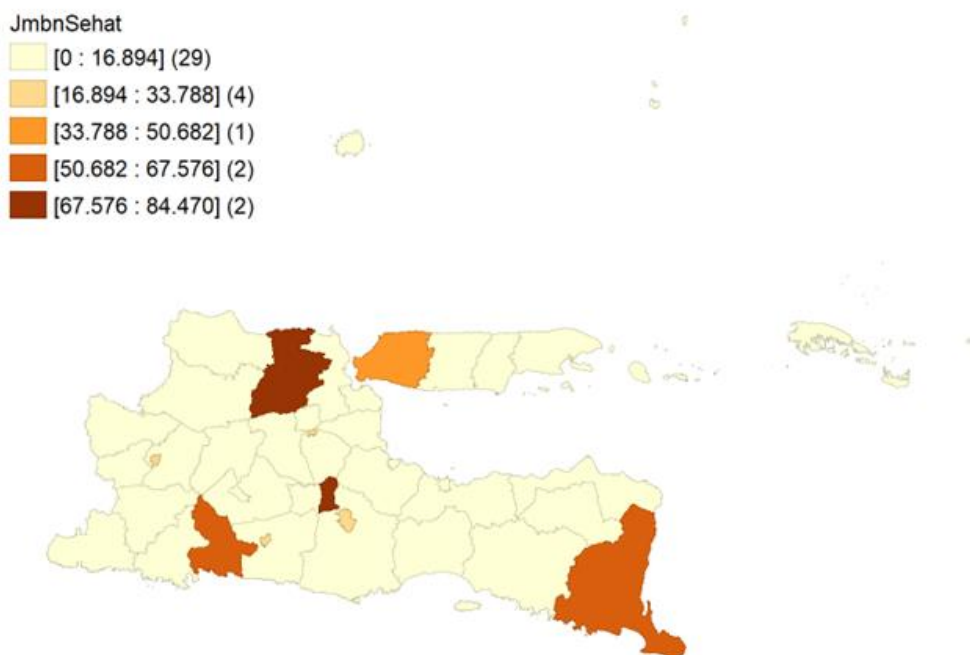 JmbnSehat
[0 : 16.894] (29)
[16.894 : 33.788] (4)
[33.788 : 50.682] (1)
[50.682 : 67.576] (2)
[67.576 : 84.470] (2)